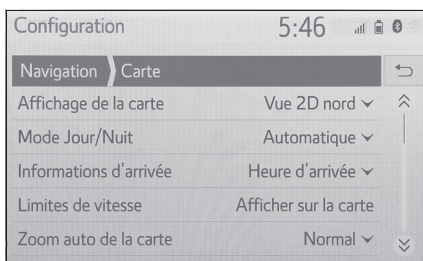 Configuration 5:46
Navigation Carte
Affichage de la carte Vue 2D nord
Mode Jour/Nuit Automatique
Informations d'arrivée Heure d'arrivée
Limites de vitesse Afficher sur la carte
Zoom auto de la carte Normal